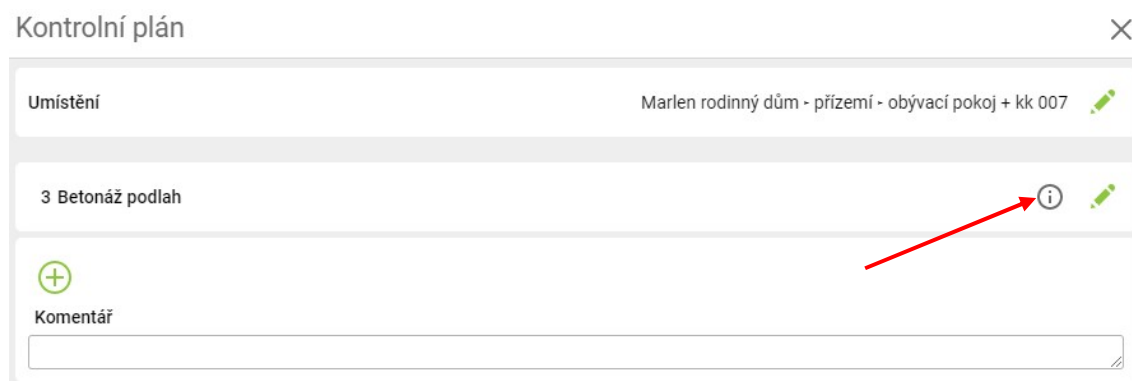 Kontrolní plán
Umístění
Marlen rodinný dům - přízemí - obývací pokoj + kk 007
3 Betonáž podlah
Komentář